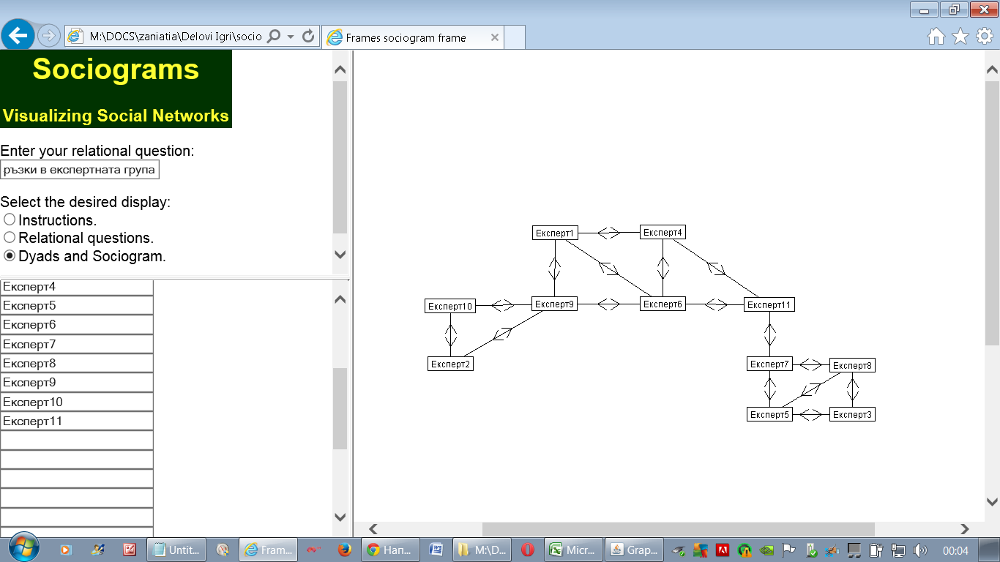 M:\DOCS\zaniatia\Delovi Igri\socio
Frames sociogram frame
Sociograms
Visualizing Social Networks
Enter your relational question:
ръзки в експертната група
Select the desired display:
Instructions.
Relational questions.
Dyads and Sociogram.
Експерт4
Експерт5
Експерт6
Експерт7
Експерт8
Експерт9
Експерт10
Експерт11
Експерт1
Експерт4
Експерт10
Експерт9
Експерт6
Експерт11
Експерт2
Експерт7
Експерт8
Експерт5
Експерт3
Untit...
Fram...
Нап...
M:\D...
Micr...
Grap...
00:04